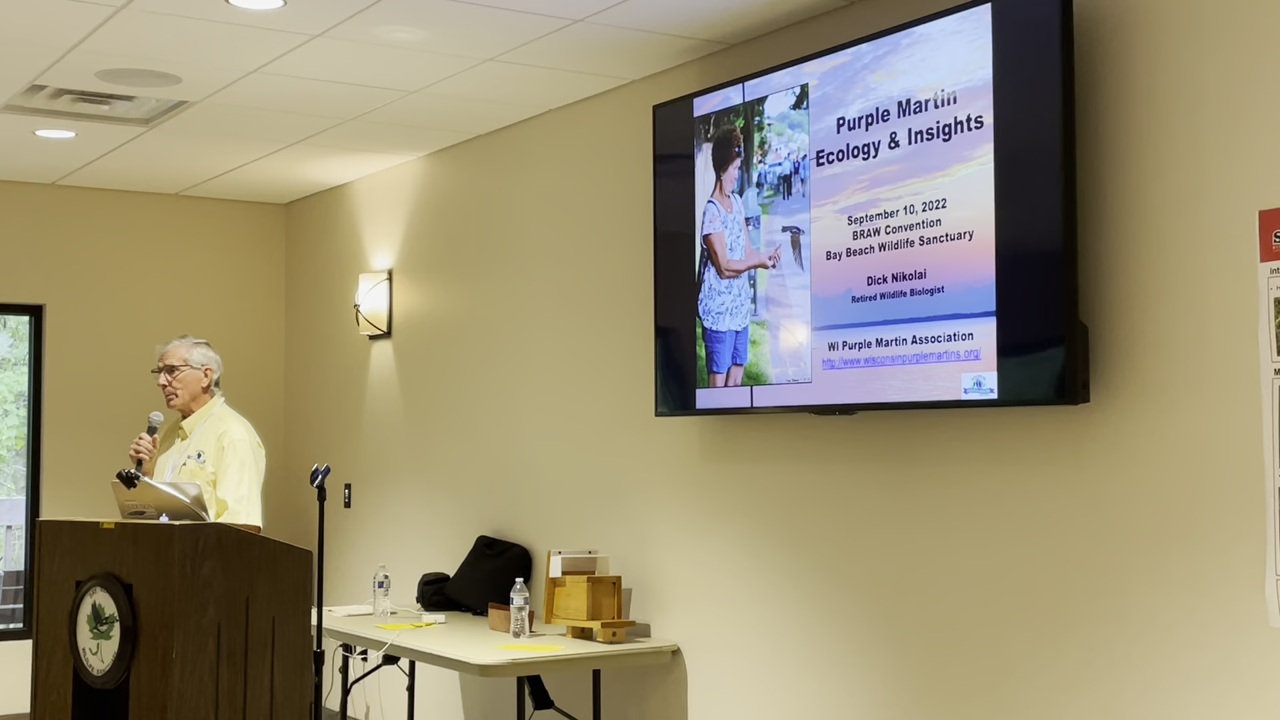 Purple Martin
Ecology & Insights
September 10, 2022
BRAW Convention
Bay Beach Wildlife Sanctuary
Dick Nikolai
Retired Wildlife Biologist
WI Purple Martin Association
http://www.wisconsinpurplemartins.org/